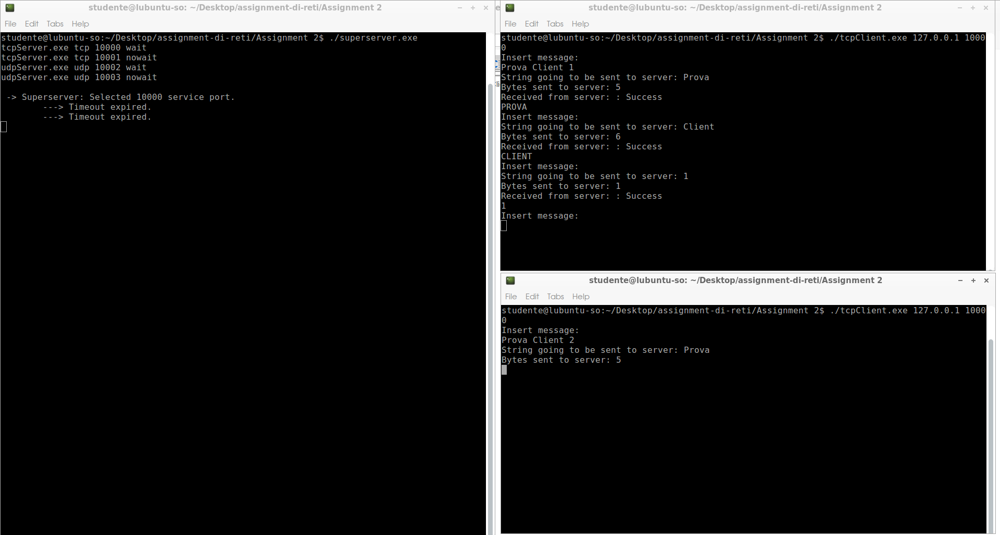 studente@lubuntu-so: ~/Desktop/assignment-di-reti/Assignment 2
File Edit Tabs Help
studente@lubuntu-so:~/Desktop/assignment-di-reti/Assignment 2$ ./superserver.exe
tcpServer.exe tcp 10000 wait
tcpServer.exe tcp 10001 nowait
udpServer.exe udp 10002 wait
udpServer.exe udp 10003 nowait
-> Superserver: Selected 10000 service port.
---> Timeout expired.
---> Timeout expired.
studente@lubuntu-so: ~/Desktop/assignment-di-reti/Assignment 2
File Edit Tabs Help
studente@lubuntu-so:~/Desktop/assignment-di-reti/Assignment 2$ ./tcpClient.exe 127.0.0.1 1000
0
Insert message:
Prova Client 1
String going to be sent to server: Prova
Bytes sent to server: 5
Received from server: : Success
PROVA
Insert message:
String going to be sent to server: Client
Bytes sent to server: 6
Received from server: : Success
CLIENT
Insert message:
String going to be sent to server: 1
Bytes sent to server: 1
Received from server: : Success
1
Insert message:
studente@lubuntu-so: ~/Desktop/assignment-di-reti/Assignment 2
File Edit Tabs Help
studente@lubuntu-so:~/Desktop/assignment-di-reti/Assignment 2$ ./tcpClient.exe 127.0.0.1 1000
0
Insert message:
Prova Client 2
String going to be sent to server: Prova
Bytes sent to server: 5